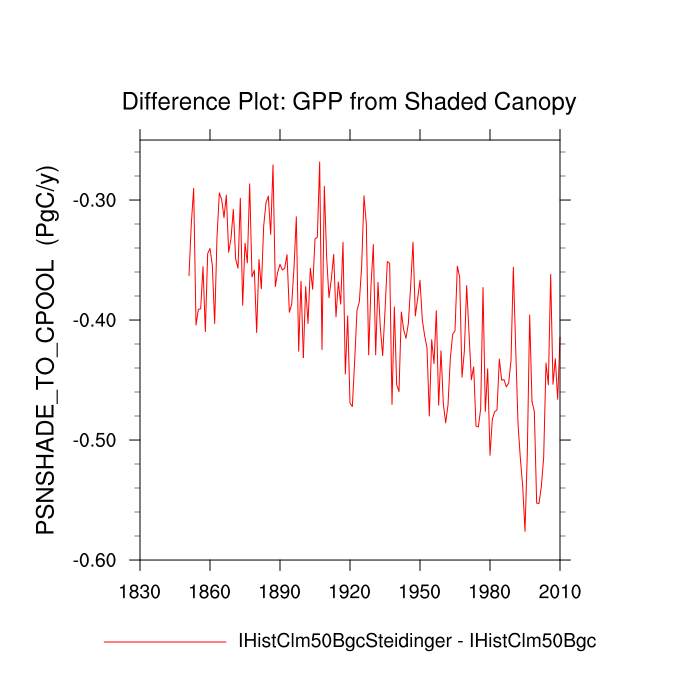 Difference Plot: GPP from Shaded Canopy
PSNSHADE_TO_CPOOL (PgC/y)
-0.30
-0.40
-0.50
-0.60
1830 1860 1890 1920 1950 1980 2010
IHistClm50BgcSteidinger - IHistClm50Bgc